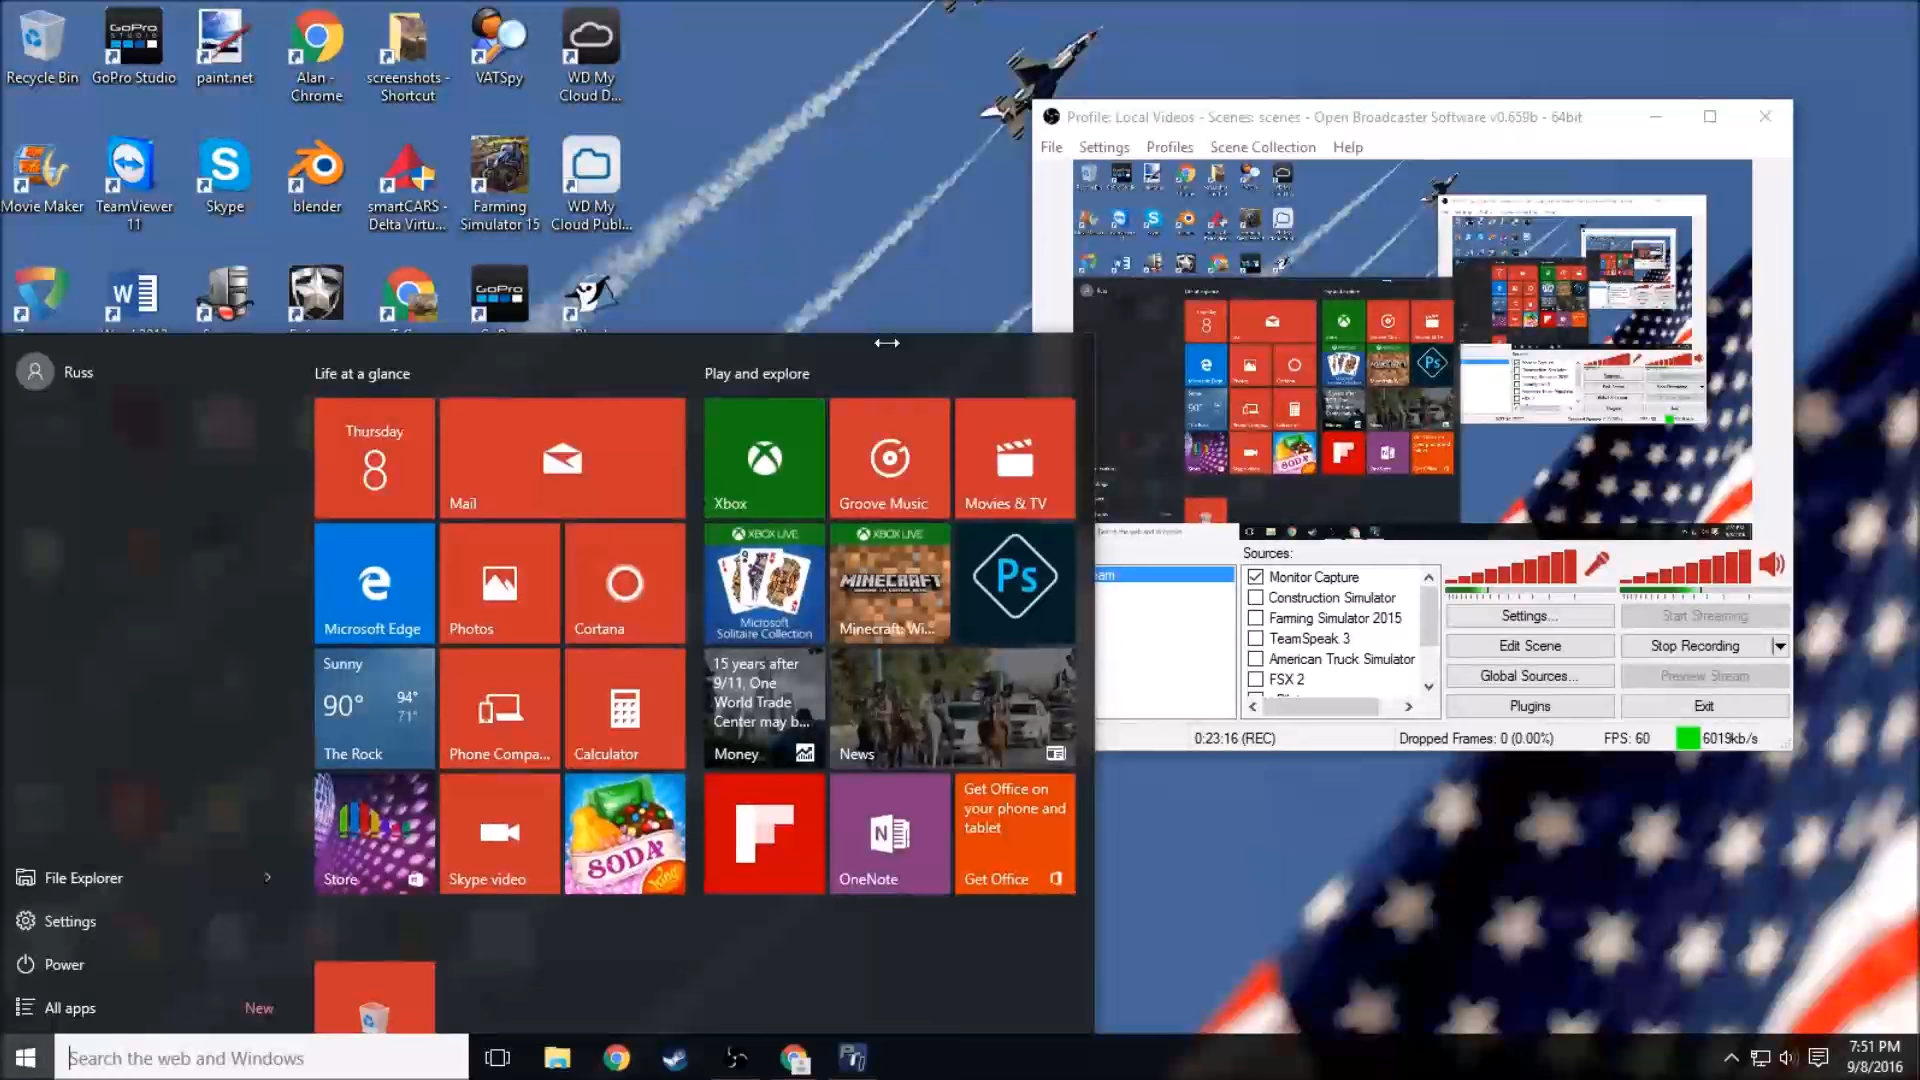 GoPro
STUDIO
Recycle Bin
GoPro Studio
paint.net
Alan -
Chrome
screenshots -
Shortcut
VATSpy
WD My
Cloud D...
Movie Maker
TeamViewer
11
Skype
blender
smartCARS -
Delta Virtu...
Farming
Simulator 15
WD My
Cloud Publ...
GoPro
Profile: Local Videos - Scenes: scenes - Open Broadcaster Software v0.659b - 64bit
File
Settings
Profiles
Scene Collection
Help
Russ
Life at a glance
Play and explore
Thursday
8
Mail
Xbox
Groove Music
Movies & TV
Microsoft Edge
Photos
Cortana
XBOX LIVE
Microsoft
Solitaire Collection
XBOX LIVE
MINECRAFT
Minecraft: Wi...
Ps
Sunny
90°
94°
71°
The Rock
Phone Compa...
Calculator
15 years after
9/11, One
World Trade
Center may b...
Money
News
Store
Skype video
SODA
King
OneNote
Get Office on
your phone and
tablet
Get Office
File Explorer
Settings
Power
All apps
New
Sources:
Monitor Capture
Construction Simulator
Farming Simulator 2015
TeamSpeak 3
American Truck Simulator
FSX 2
Settings...
Start Streaming
Edit Scene
Stop Recording
Global Sources...
Preview Stream
Plugins
Exit
0:23:16 (REC)
Dropped Frames: 0 (0.00%)
FPS: 60
6019kb/s
Search the web and Windows
7:51 PM
9/8/2016